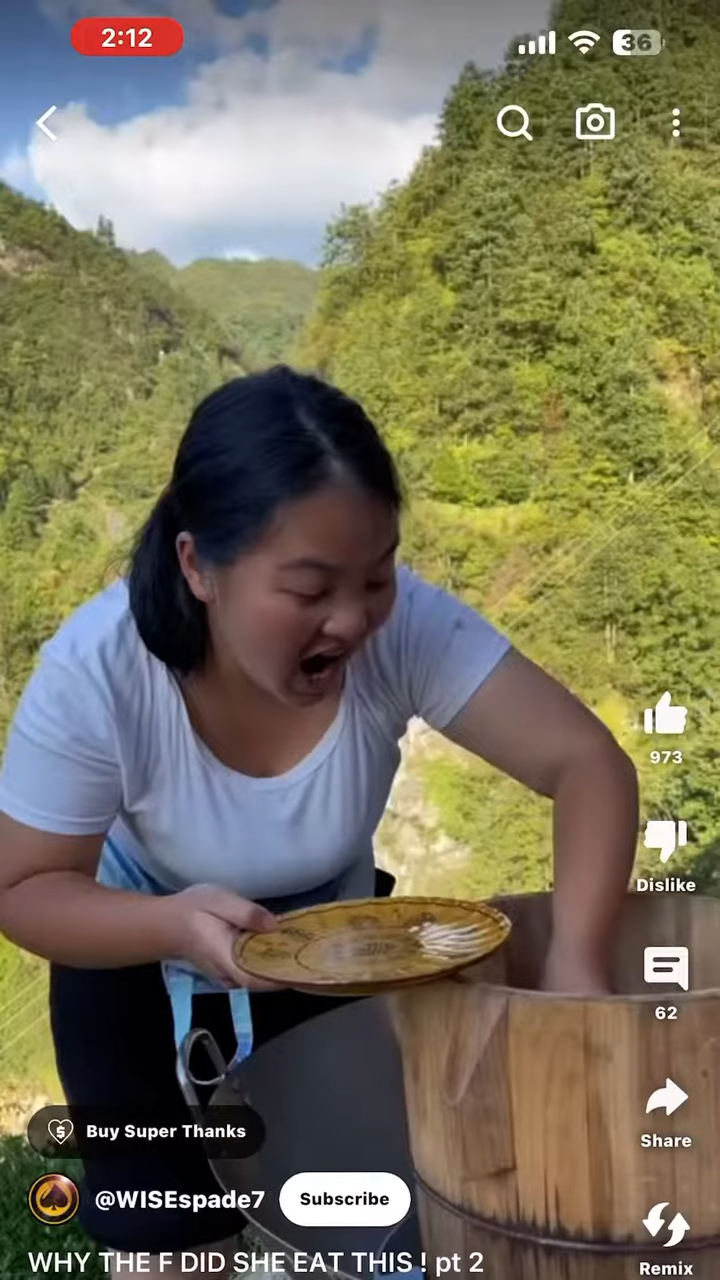 2:12
36
973
Dislike
62
Share
Buy Super Thanks
@WISEspade7
Subscribe
WHY THE F DID SHE EAT THIS ! pt 2
Remix